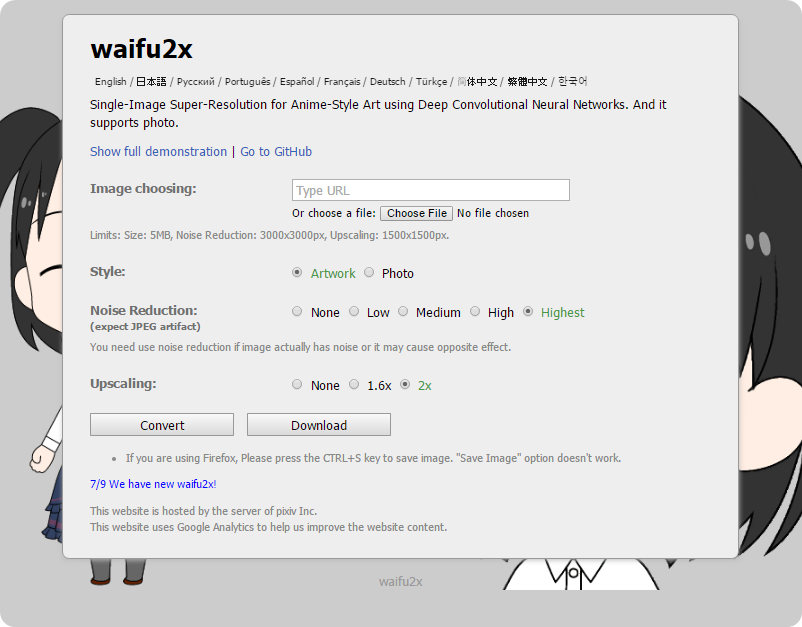 waifu2x
English / 日本語 / Русский / Português / Español / Français / Deutsch / Türkçe / 简体中文 / 繁體中文 / 한국어
Single-Image Super-Resolution for Anime-Style Art using Deep Convolutional Neural Networks. And it
supports photo.
Show full demonstration | Go to GitHub
Image choosing: Type URL
Or choose a file: Choose File No file chosen
Limits: Size: 5MB, Noise Reduction: 3000x3000px, Upscaling: 1500x1500px.
Style: Artwork Photo
Noise Reduction: None Low Medium High Highest
(expect JPEG artifact)
You need use noise reduction if image actually has noise or it may cause opposite effect.
Upscaling: None 1.6x 2x
Convert Download
• If you are using Firefox, Please press the CTRL+S key to save image. "Save Image" option doesn't work.
7/9 We have new waifu2x!
This website is hosted by the server of pixiv Inc.
This website uses Google Analytics to help us improve the website content.
waifu2x